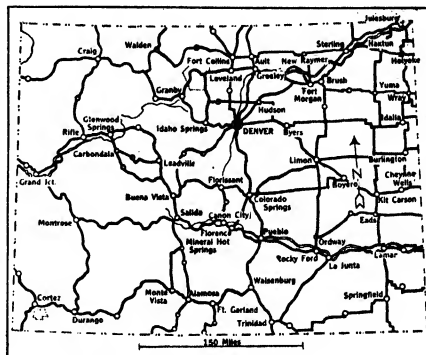 Julesburg
Sterling
Haxtun
Craig
Walden
Fort Collins
Ault
New Raymer
Holyoke
Loveland
Greeley
Brush
Fort
Morgan
Yuma
Wray
Granby
Hudson
Glenwood
Springs
Idaho Springs
DENVER
Byers
Idalia
Rifle
Carbondale
Leadville
Limon
Burlington
Grand Jct.
Florissant
Boyero
N
Cheyenne
Wells
Buena Vista
Colorado
Springs
Kit Carson
Montrose
Salida
Canon City
Eads
Florence
Pueblo
Ordway
Mineral Hot
Springs
Rocky Ford
Lamar
La Junta
Walsenburg
Monte
Vista
Alamosa
Springfield
Cortez
Ft. Garland
Durango
Trinidad
150 Miles